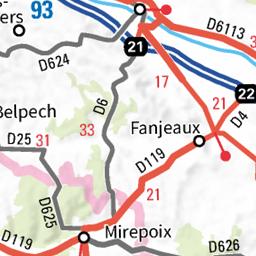 s-
ers
93
D6113
21
D624
17
22
Belpech
D6
21
D4
D25
31
33
Fanjeaux
D119
D625
21
Mirepoix
D119
D626